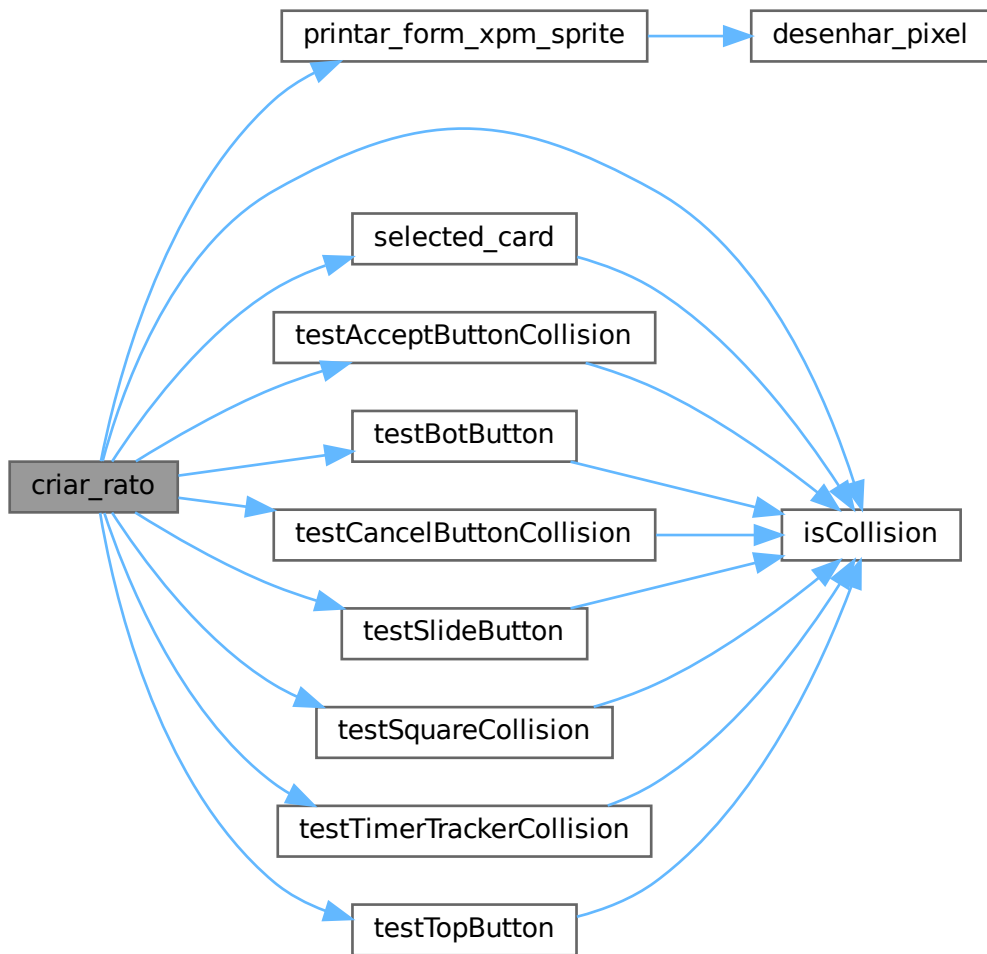 printar_form_xpm_sprite
desenhar_pixel
selected_card
testAcceptButtonCollision
testBotButton
criar_rato
testCancelButtonCollision
isCollision
testSlideButton
testSquareCollision
testTimerTrackerCollision
testTopButton